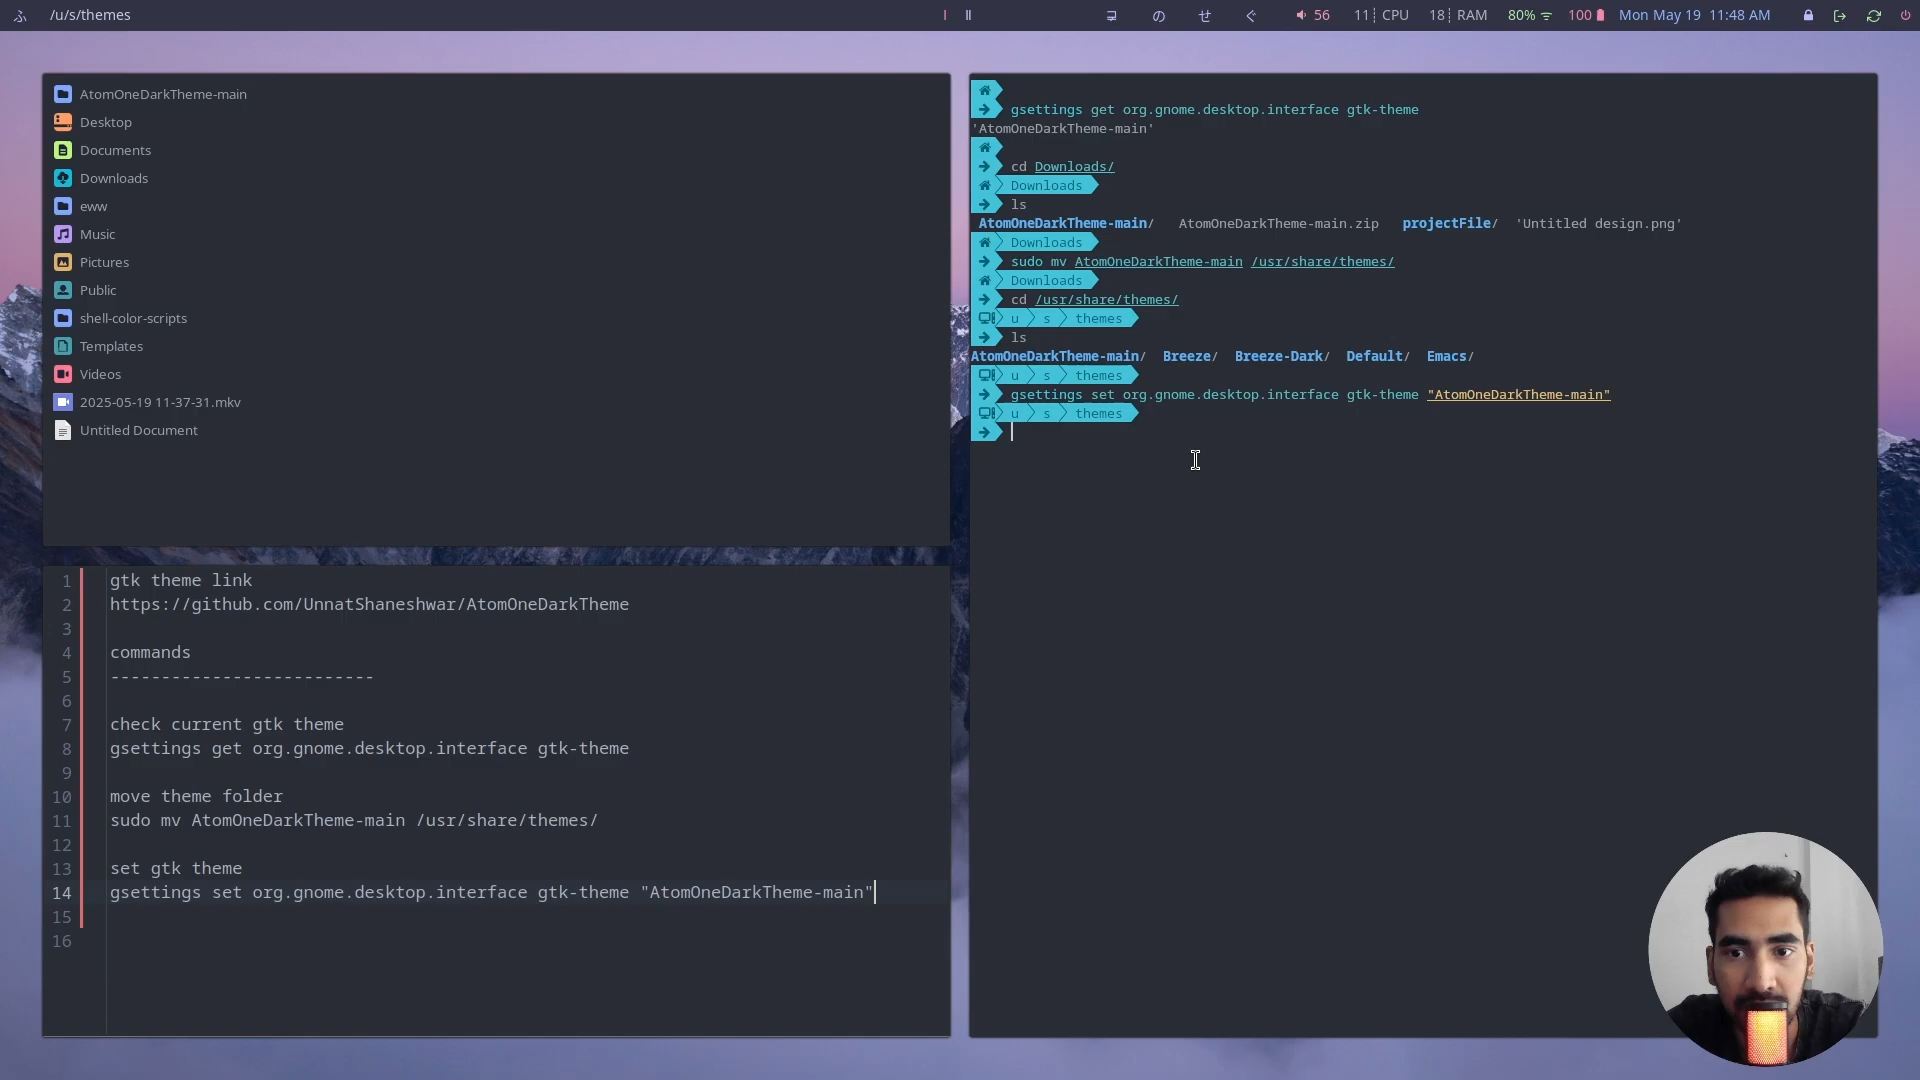 ふ /u/s/themes I II コ の せ ぐ 56 11 CPU 18 RAM 80% 100 Mon May 19 11:48 AM
AtomOneDarkTheme-main
Desktop
Documents
Downloads
eww
Music
Pictures
Public
shell-color-scripts
Templates
Videos
2025-05-19 11-37-31.mkv
Untitled Document
1 gtk theme link
2 https://github.com/UnnatShaneshwar/AtomOneDarkTheme
3
4 commands
5 --------------------------
6
7 check current gtk theme
8 gsettings get org.gnome.desktop.interface gtk-theme
9
10 move theme folder
11 sudo mv AtomOneDarkTheme-main /usr/share/themes/
12
13 set gtk theme
14 gsettings set org.gnome.desktop.interface gtk-theme "AtomOneDarkTheme-main"
15
16
gsettings get org.gnome.desktop.interface gtk-theme
'AtomOneDarkTheme-main'
cd Downloads/
Downloads
ls
AtomOneDarkTheme-main/ AtomOneDarkTheme-main.zip projectFile/ 'Untitled design.png'
Downloads
sudo mv AtomOneDarkTheme-main /usr/share/themes/
Downloads
cd /usr/share/themes/
u s themes
ls
AtomOneDarkTheme-main/ Breeze/ Breeze-Dark/ Default/ Emacs/
u s themes
gsettings set org.gnome.desktop.interface gtk-theme "AtomOneDarkTheme-main"
u s themes